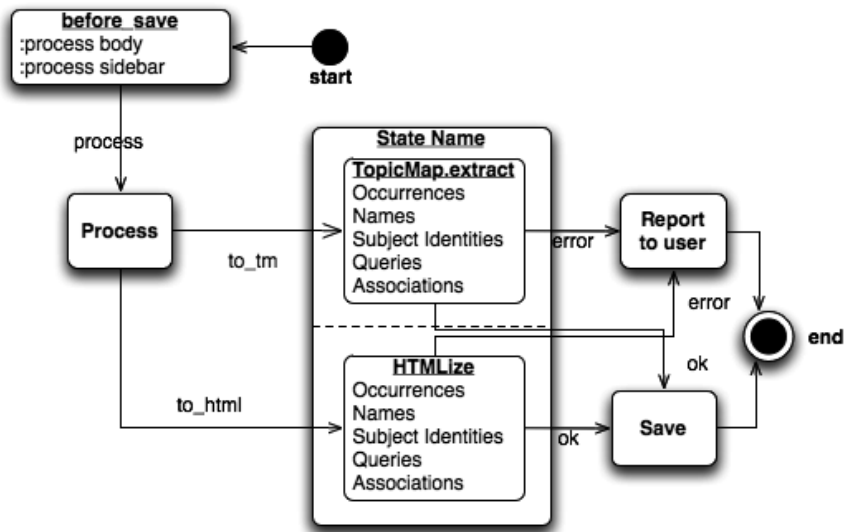 before_save
:process body
:process sidebar
start
process
State Name
TopicMap.extract
Occurrences
Names
Subject Identities
Queries
Associations
Process
to_tm
error
Report
to user
error
end
ok
HTMLize
Occurrences
Names
Subject Identities
Queries
Associations
to_html
ok
Save